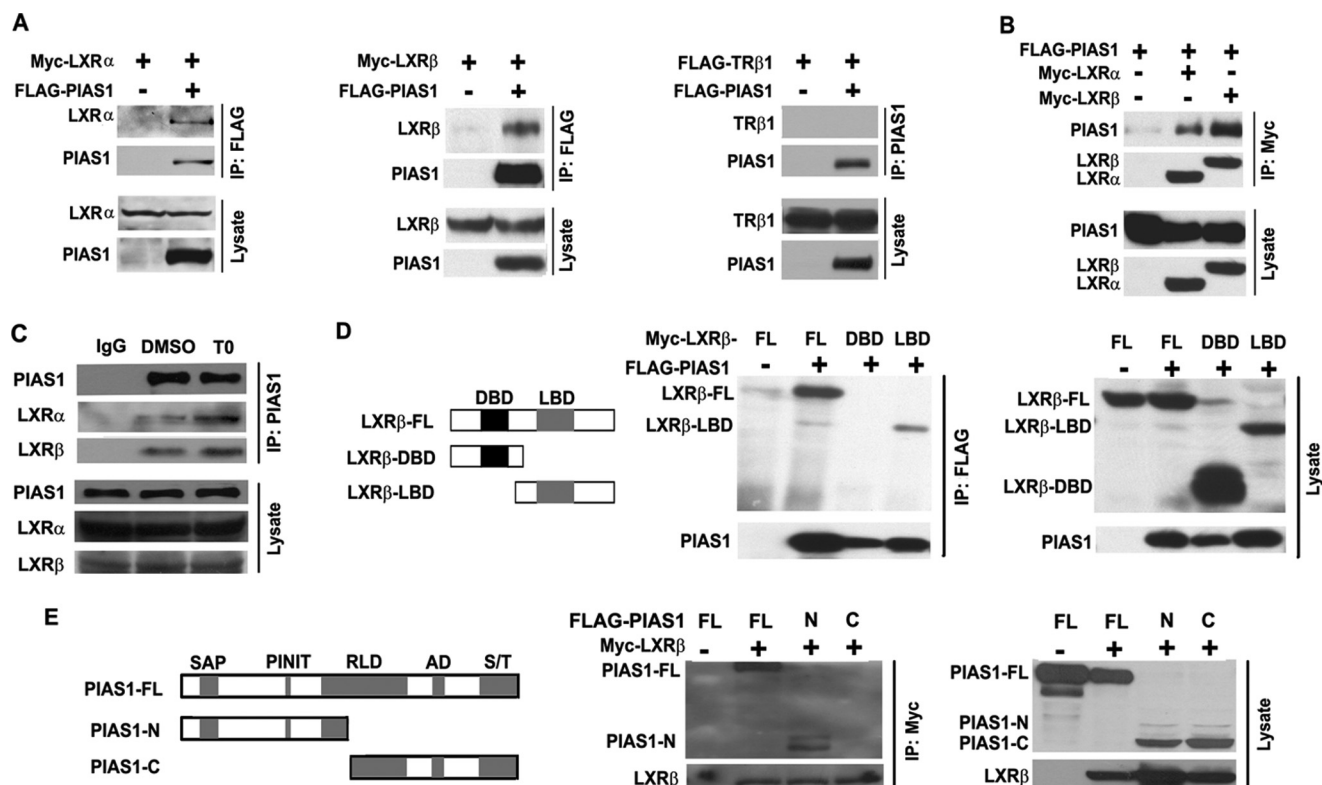 A
Myc-LXRα + +
FLAG-PIAS1 - +
LXRα
PIAS1
IP: FLAG
LXRα
PIAS1
Lysate
Myc-LXRβ + +
FLAG-PIAS1 - +
LXRβ
PIAS1
IP: FLAG
LXRβ
PIAS1
Lysate
FLAG-TRβ1 + +
FLAG-PIAS1 - +
TRβ1
PIAS1
IP: PIAS1
TRβ1
PIAS1
Lysate
B
FLAG-PIAS1 + + +
Myc-LXRα - + -
Myc-LXRβ - - +
PIAS1
LXRβ
LXRα
IP: Myc
PIAS1
LXRβ
LXRα
Lysate
C
IgG DMSO T0
PIAS1
LXRα
LXRβ
IP: PIAS1
PIAS1
LXRα
LXRβ
Lysate
D
DBD LBD
LXRβ-FL
LXRβ-DBD
LXRβ-LBD
Myc-LXRβ- FL FL DBD LBD
FLAG-PIAS1 - + + +
LXRβ-FL
LXRβ-LBD
PIAS1
IP: FLAG
FL FL DBD LBD
- + + +
LXRβ-FL
LXRβ-LBD
LXRβ-DBD
PIAS1
Lysate
E
SAP PINIT RLD AD S/T
PIAS1-FL
PIAS1-N
PIAS1-C
FLAG-PIAS1 FL FL N C
Myc-LXRβ - + + +
PIAS1-FL
PIAS1-N
LXRβ
IP: Myc
FL FL N C
- + + +
PIAS1-FL
PIAS1-N
PIAS1-C
LXRβ
Lysate